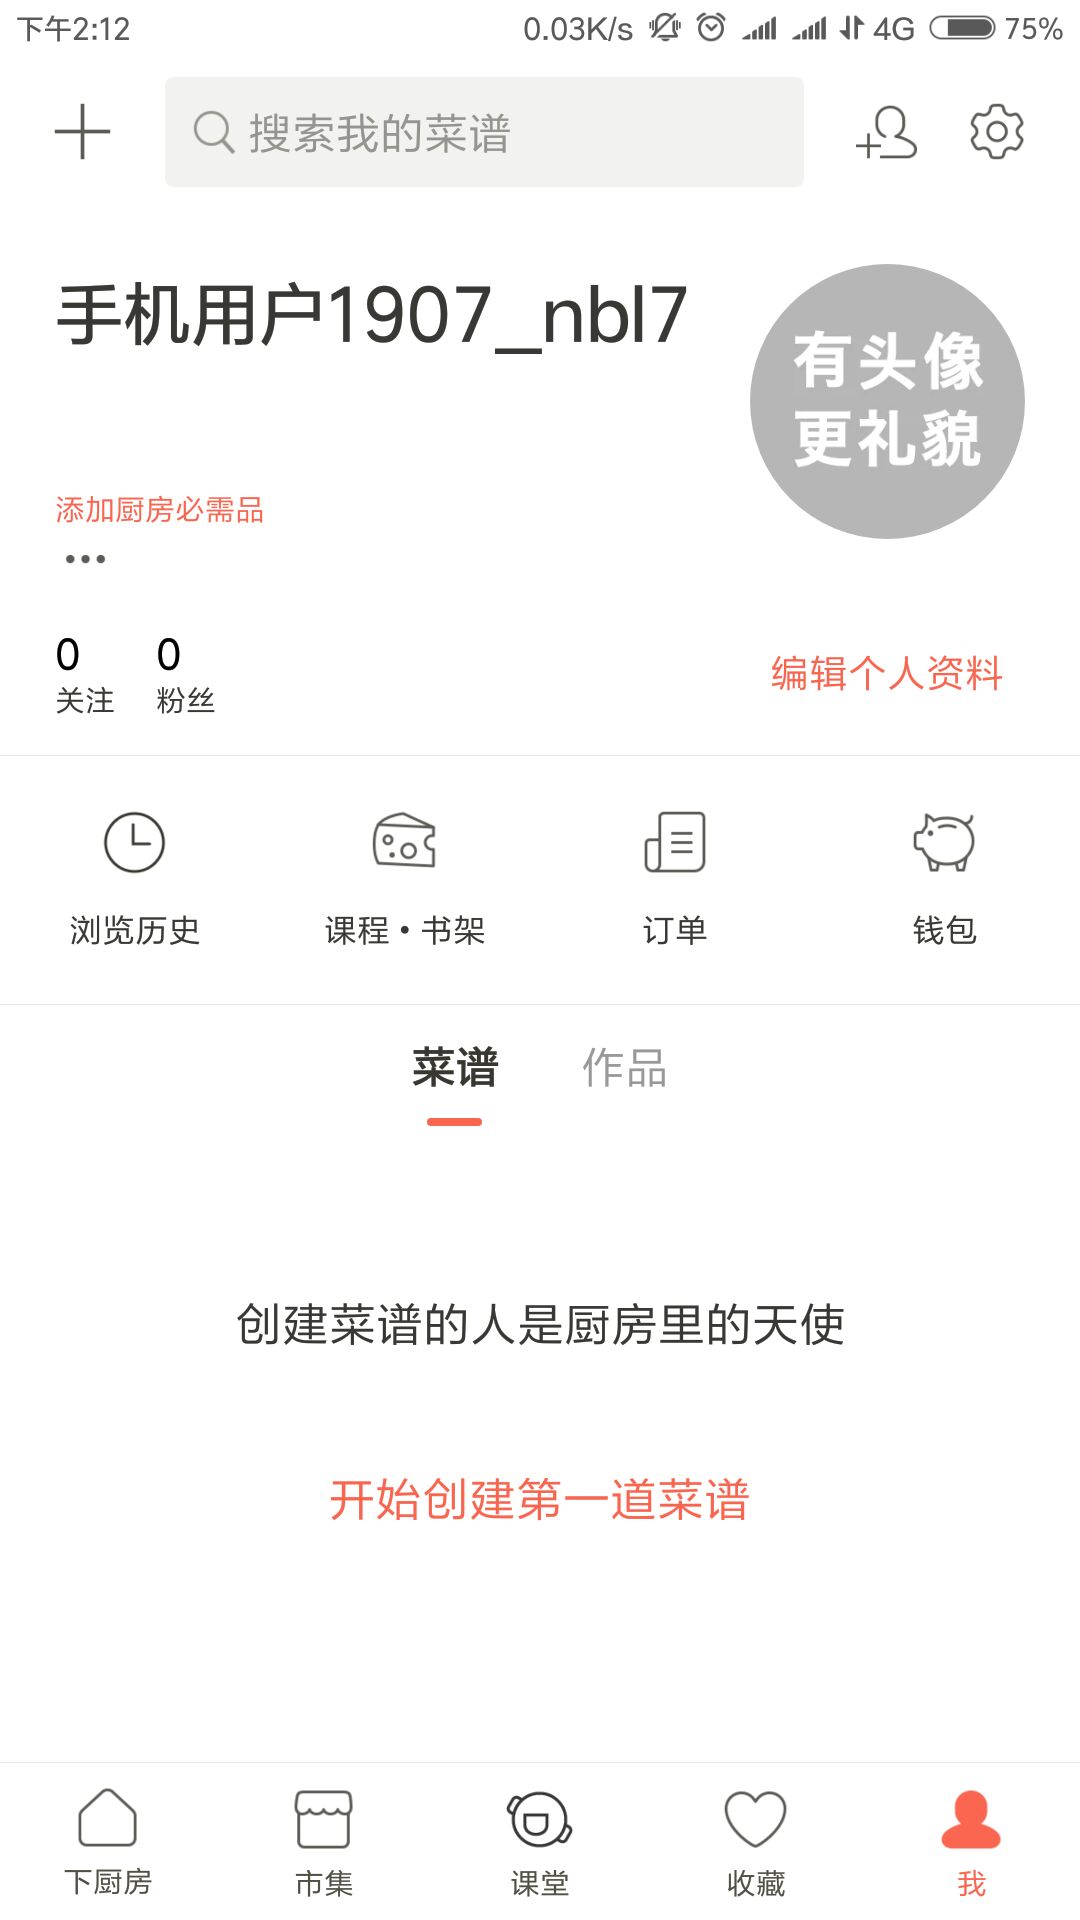 下午2:12 0.03K/s 4G 75%
搜索我的菜谱
手机用户1907_nbl7
有头像
更礼貌
添加厨房必需品
•••
0 0
关注 粉丝
编辑个人资料
浏览历史 课程•书架 订单 钱包
菜谱 作品
创建菜谱的人是厨房里的天使
开始创建第一道菜谱
下厨房 市集 课堂 收藏 我